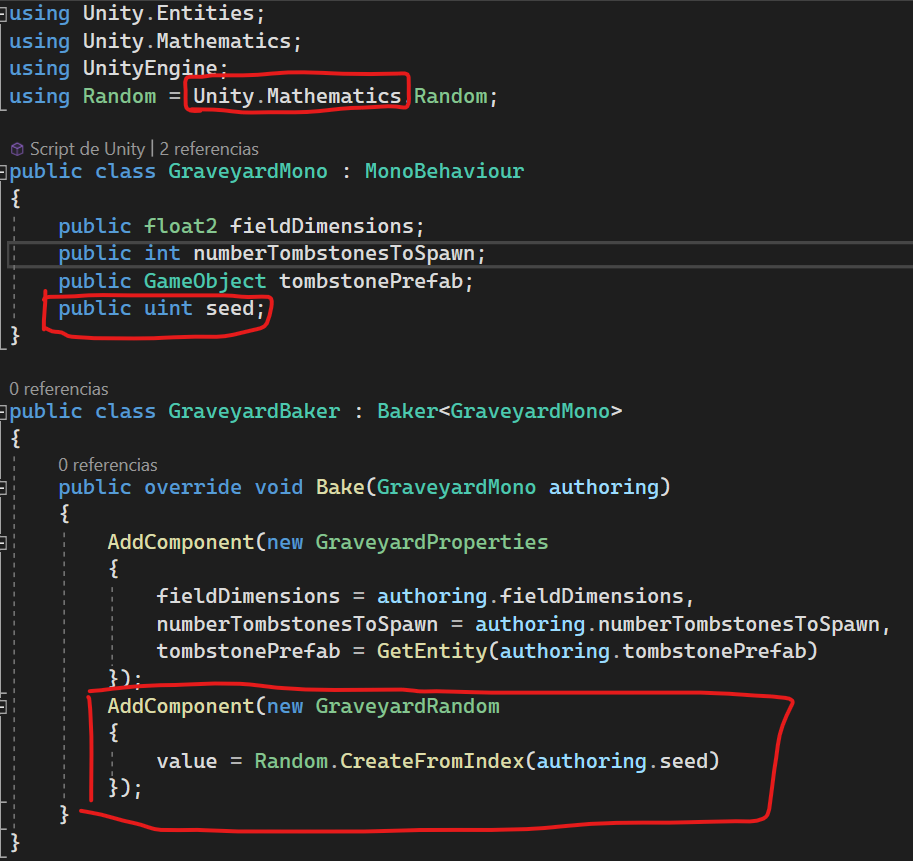 using Unity.Entities;
using Unity.Mathematics;
using UnityEngine;
using Random = Unity.Mathematics.Random;
Script de Unity | 2 referencias
public class GraveyardMono : MonoBehaviour
{
public float2 fieldDimensions;
public int numberTombstonesToSpawn;
public GameObject tombstonePrefab;
public uint seed;
}
0 referencias
public class GraveyardBaker : Baker<GraveyardMono>
{
0 referencias
public override void Bake(GraveyardMono authoring)
{
AddComponent(new GraveyardProperties
{
fieldDimensions = authoring.fieldDimensions,
numberTombstonesToSpawn = authoring.numberTombstonesToSpawn,
tombstonePrefab = GetEntity(authoring.tombstonePrefab)
});
AddComponent(new GraveyardRandom
{
value = Random.CreateFromIndex(authoring.seed)
});
}
}